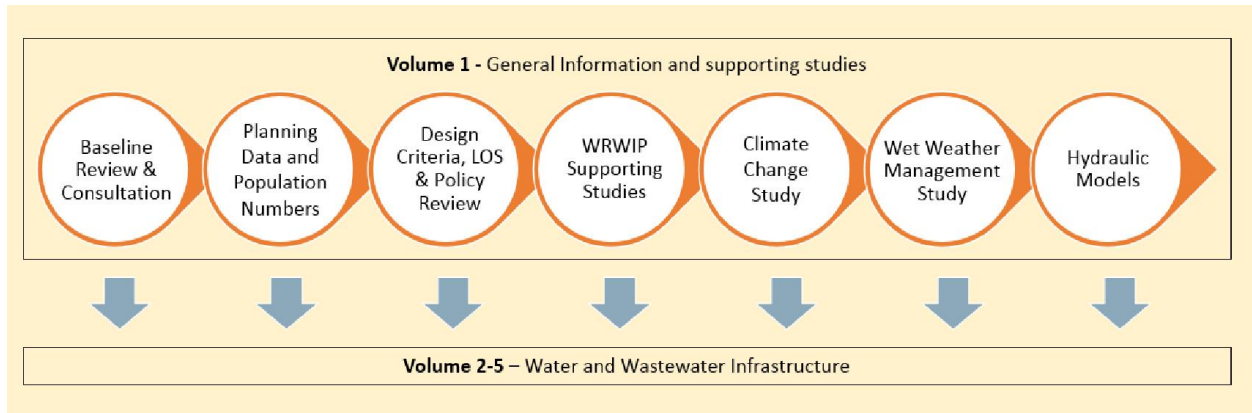 Volume 1 - General Information and supporting studies
Baseline
Review &
Consultation
Planning
Data and
Population
Numbers
Design
Criteria, LOS
& Policy
Review
WRWIP
Supporting
Studies
Climate
Change
Study
Wet Weather
Management
Study
Hydraulic
Models
Volume 2-5 – Water and Wastewater Infrastructure